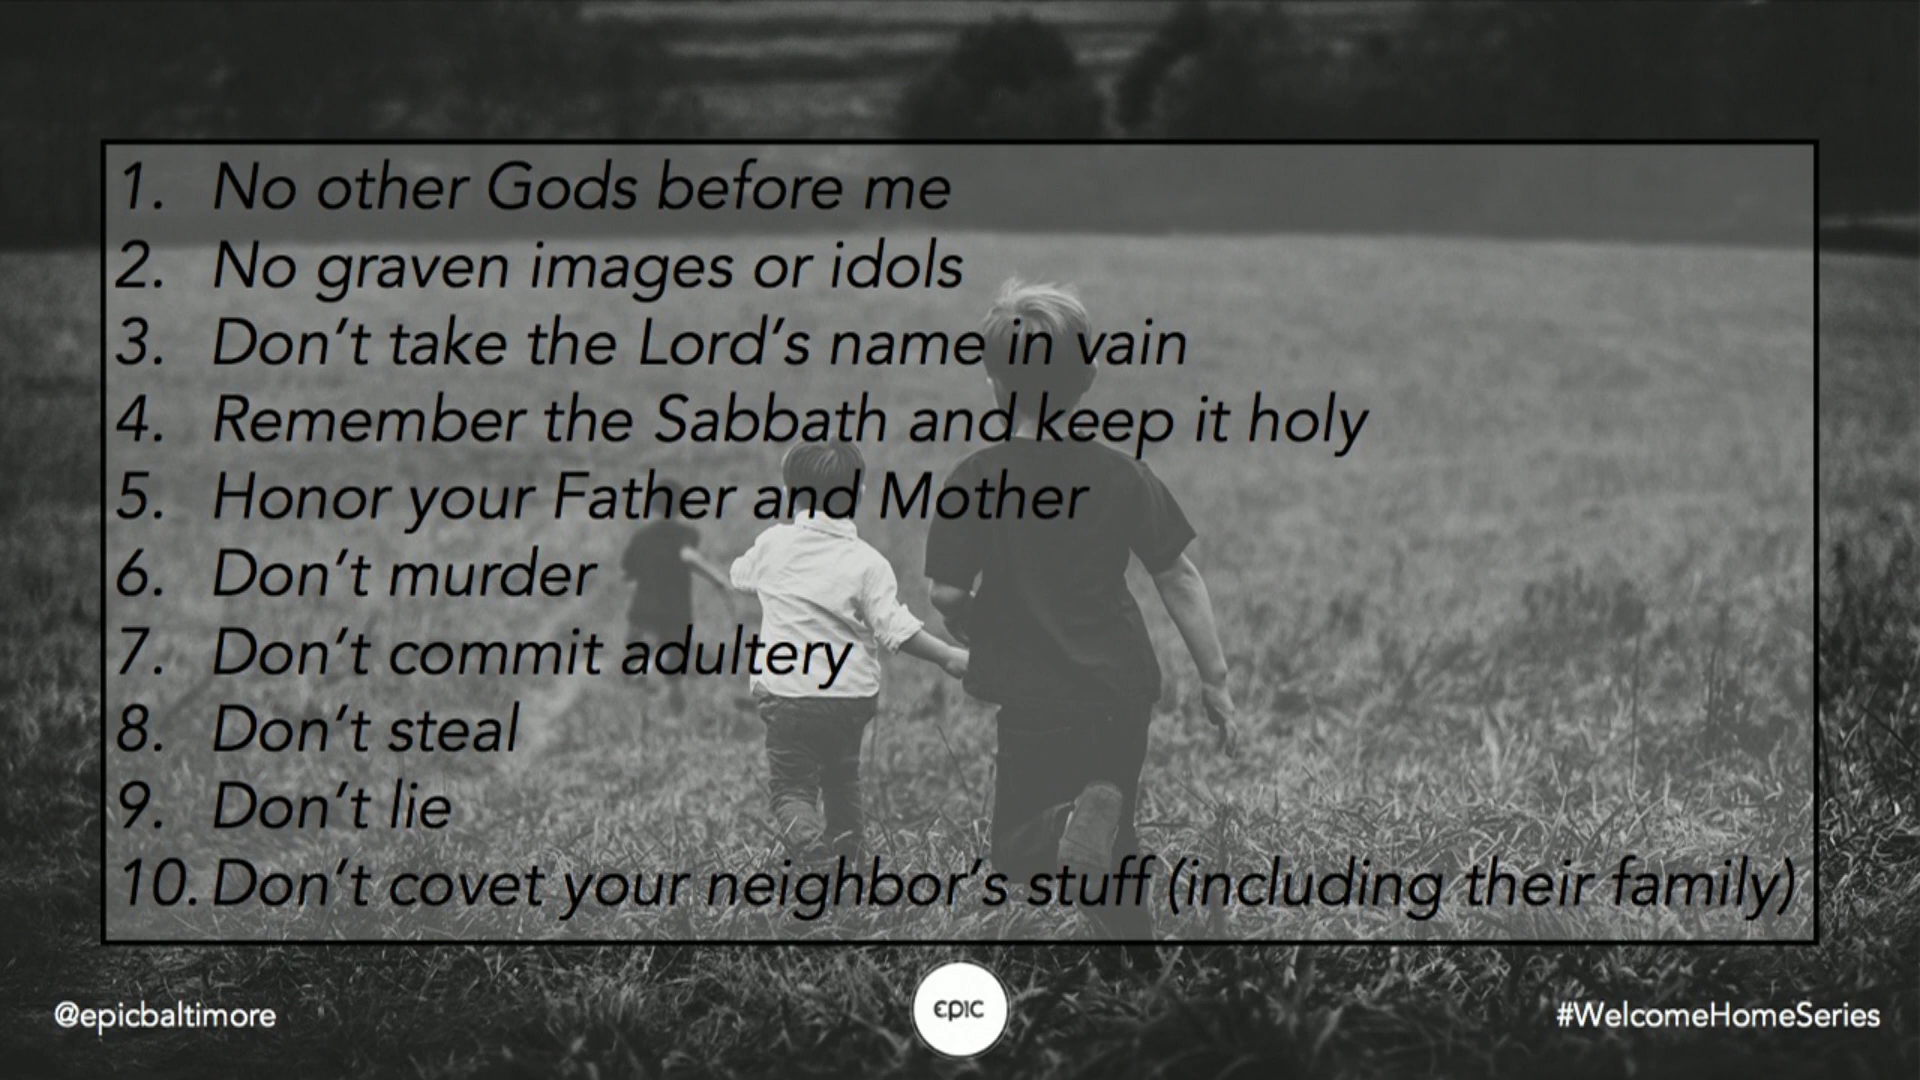 1. No other Gods before me
2. No graven images or idols
3. Don't take the Lord's name in vain
4. Remember the Sabbath and keep it holy
5. Honor your Father and Mother
6. Don't murder
7. Don't commit adultery
8. Don't steal
9. Don't lie
10. Don't covet your neighbor's stuff (including their family)
@epicbaltimore
epic
#WelcomeHomeSeries